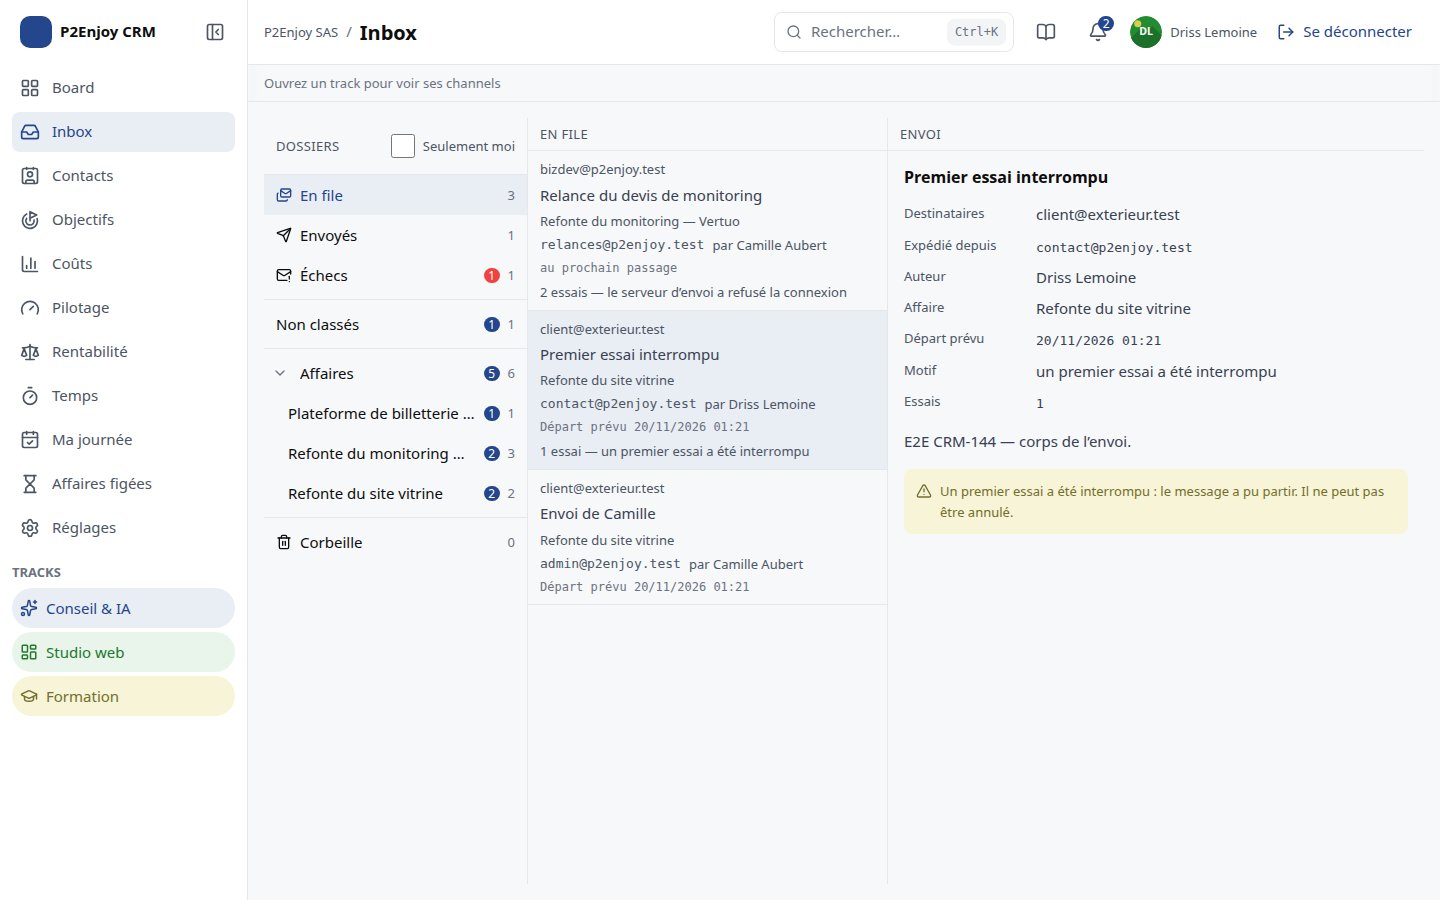 P2Enjoy CRM
Board
Inbox
Contacts
Objectifs
Coûts
Pilotage
Rentabilité
Temps
Ma journée
Affaires figées
Réglages
TRACKS
Conseil & IA
Studio web
Formation
P2Enjoy SAS / Inbox
Rechercher... Ctrl+K
2
DL Driss Lemoine
Se déconnecter
Ouvrez un track pour voir ses channels
DOSSIERS
Seulement moi
En file 3
Envoyés 1
Échecs 1 1
Non classés 1 1
Affaires 5 6
Plateforme de billetterie ... 1 1
Refonte du monitoring ... 2 3
Refonte du site vitrine 2 2
Corbeille 0
EN FILE
bizdev@p2enjoy.test
Relance du devis de monitoring
Refonte du monitoring — Vertuo
relances@p2enjoy.test par Camille Aubert
au prochain passage
2 essais — le serveur d'envoi a refusé la connexion
client@exterieur.test
Premier essai interrompu
Refonte du site vitrine
contact@p2enjoy.test par Driss Lemoine
Départ prévu 20/11/2026 01:21
1 essai — un premier essai a été interrompu
client@exterieur.test
Envoi de Camille
Refonte du site vitrine
admin@p2enjoy.test par Camille Aubert
Départ prévu 20/11/2026 01:21
ENVOI
Premier essai interrompu
Destinataires client@exterieur.test
Expédié depuis contact@p2enjoy.test
Auteur Driss Lemoine
Affaire Refonte du site vitrine
Départ prévu 20/11/2026 01:21
Motif un premier essai a été interrompu
Essais 1
E2E CRM-144 — corps de l'envoi.
Un premier essai a été interrompu : le message a pu partir. Il ne peut pas
être annulé.